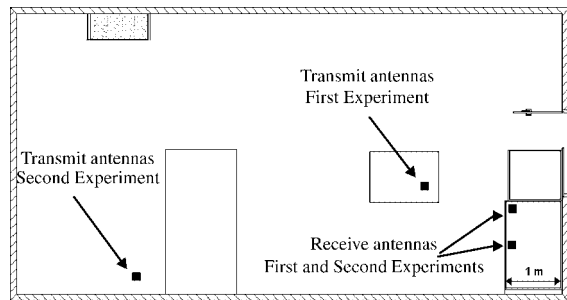 Transmit antennas
First Experiment
Transmit antennas
Second Experiment
Receive antennas
First and Second Experiments
1 m